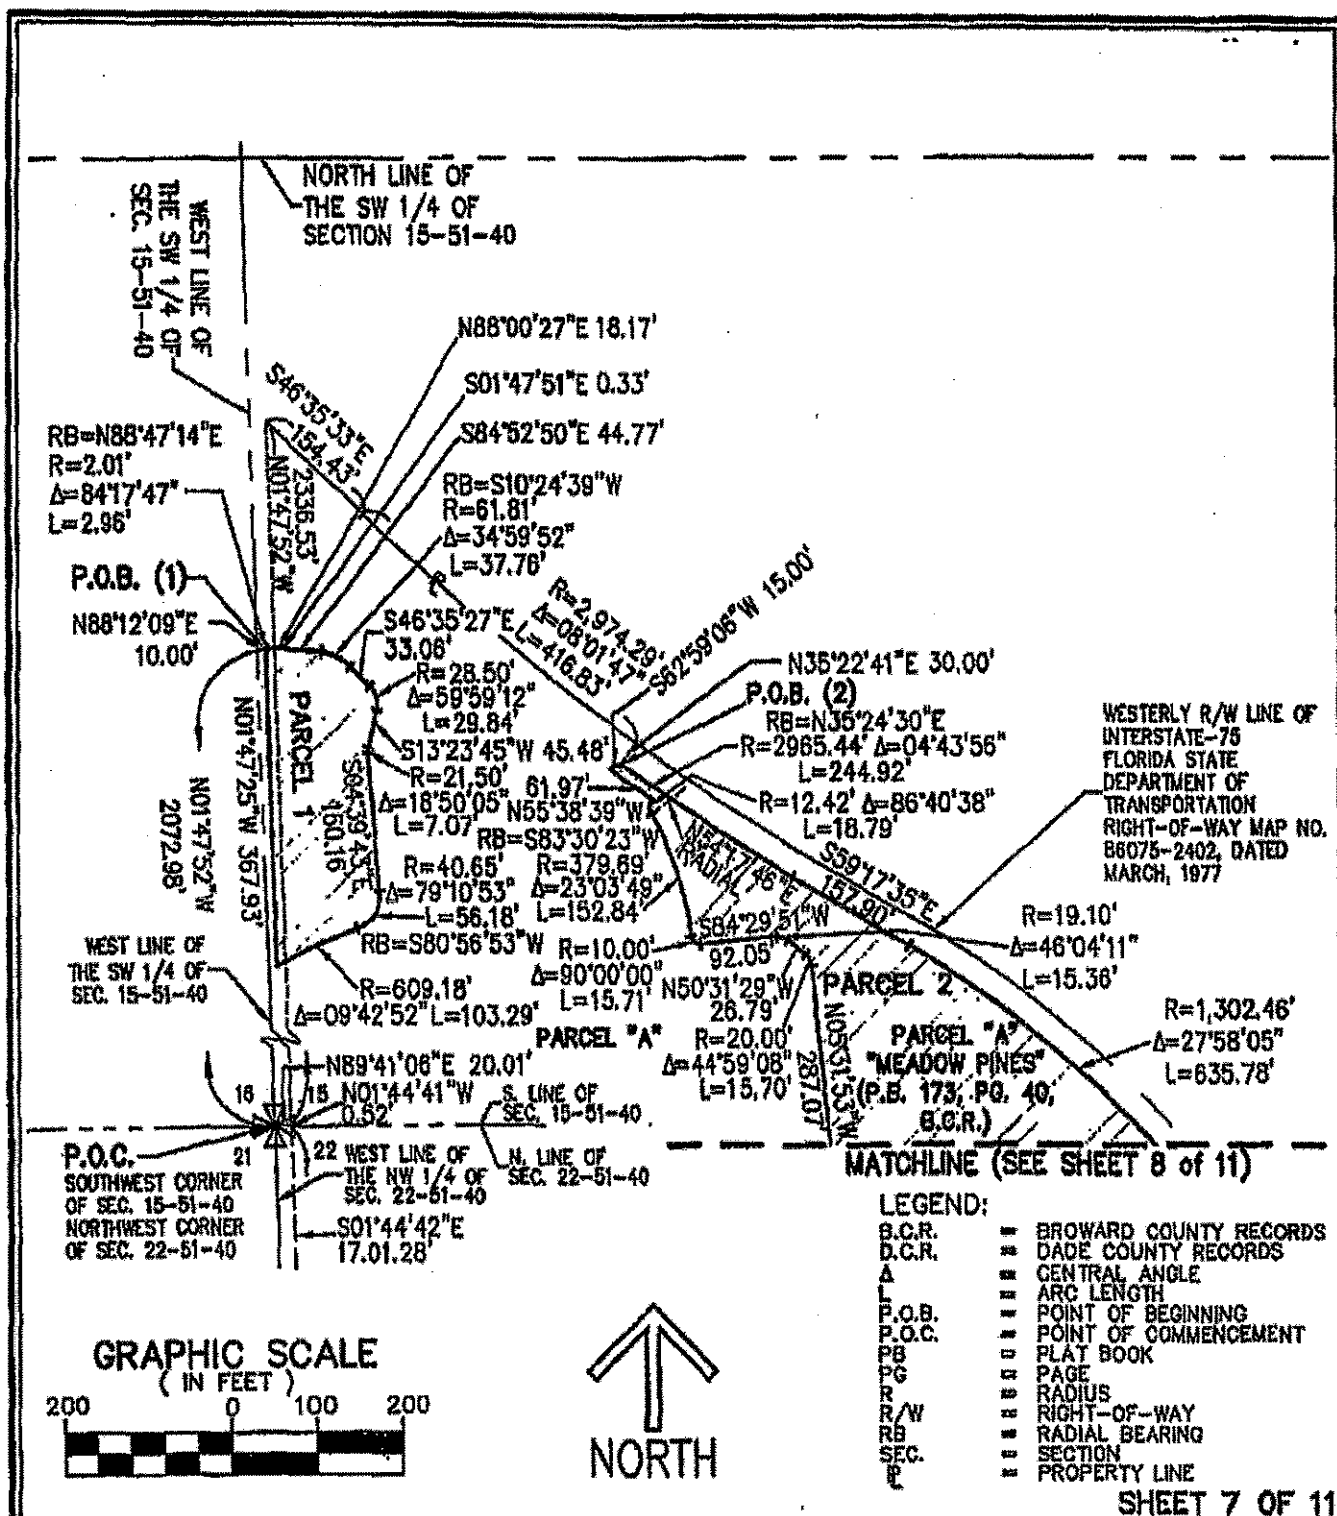 NORTH LINE OF
THE SW 1/4 OF
SECTION 15-51-40
WEST LINE OF
THE SW 1/4 OF
SEC. 15-51-40
N88°00'27"E 18.17'
S01°47'51"E 0.33'
S84°52'50"E 44.77'
S46°35'33"E
154.43'
2336.53'
N01°47'52"W
RB=N88°47'14"E
R=2.01'
Δ=84°17'47"
L=2.96'
RB=S10°24'39"W
R=61.81'
Δ=34°59'52"
L=37.76'
P.O.B. (1)
N88°12'09"E
10.00'
S46°35'27"E
33.06'
R=28.50'
Δ=59°59'12"
L=29.84'
S13°23'45"W 45.48'
R=21.50'
Δ=18°50'05"
L=7.07'
R=2,974.29'
Δ=08°01'47"
L=416.83'
S62°59'06"W 15.00'
N35°22'41"E 30.00'
P.O.B. (2)
RB=N35°24'30"E
R=2965.44' Δ=04°43'56"
L=244.92'
R=12.42' Δ=86°40'38"
L=18.79'
WESTERLY R/W LINE OF
INTERSTATE-75
FLORIDA STATE
DEPARTMENT OF
TRANSPORTATION
RIGHT-OF-WAY MAP NO.
86075-2402, DATED
MARCH, 1977
PARCEL 1
S04°39'43"E
160.16
N01°47'25"W 367.93'
N01°47'52"W
2072.98'
61.97'
N55°38'39"W
RB=S83°30'23"W
R=379.69'
Δ=23°03'49"
L=152.84'
N54°17'46"E
RADIAL
157.90'
S59°17'35"E
R=40.65'
Δ=79°10'53"
L=56.18'
RB=S80°56'53"W
R=609.18'
Δ=09°42'52" L=103.29'
S84°29'51"W
92.05'
R=10.00'
Δ=90°00'00"
L=15.71'
N50°31'29"W
26.79'
R=20.00'
Δ=44°59'08"
L=15.70'
N05°31'53"W
287.07'
R=19.10'
Δ=46°04'11"
L=15.36'
R=1,302.46'
Δ=27°58'05"
L=635.78'
PARCEL 2
PARCEL "A"
"MEADOW PINES"
(P.B. 173, PG. 40,
B.C.R.)
PARCEL "A"
WEST LINE OF
THE SW 1/4 OF
SEC. 15-51-40
N89°41'06"E 20.01'
N01°44'41"W
0.52'
S. LINE OF
SEC. 15-51-40
N. LINE OF
SEC. 22-51-40
16 15
21 22
P.O.C.
SOUTHWEST CORNER
OF SEC. 15-51-40
NORTHWEST CORNER
OF SEC. 22-51-40
WEST LINE OF
THE NW 1/4 OF
SEC. 22-51-40
S01°44'42"E
17.01.28'
MATCHLINE (SEE SHEET 8 of 11)
LEGEND:
B.C.R. = BROWARD COUNTY RECORDS
D.C.R. = DADE COUNTY RECORDS
Δ = CENTRAL ANGLE
L = ARC LENGTH
P.O.B. = POINT OF BEGINNING
P.O.C. = POINT OF COMMENCEMENT
PB = PLAT BOOK
PG = PAGE
R = RADIUS
R/W = RIGHT-OF-WAY
RB = RADIAL BEARING
SEC. = SECTION
PL = PROPERTY LINE
GRAPHIC SCALE
( IN FEET )
200 0 100 200
NORTH
SHEET 7 OF 11